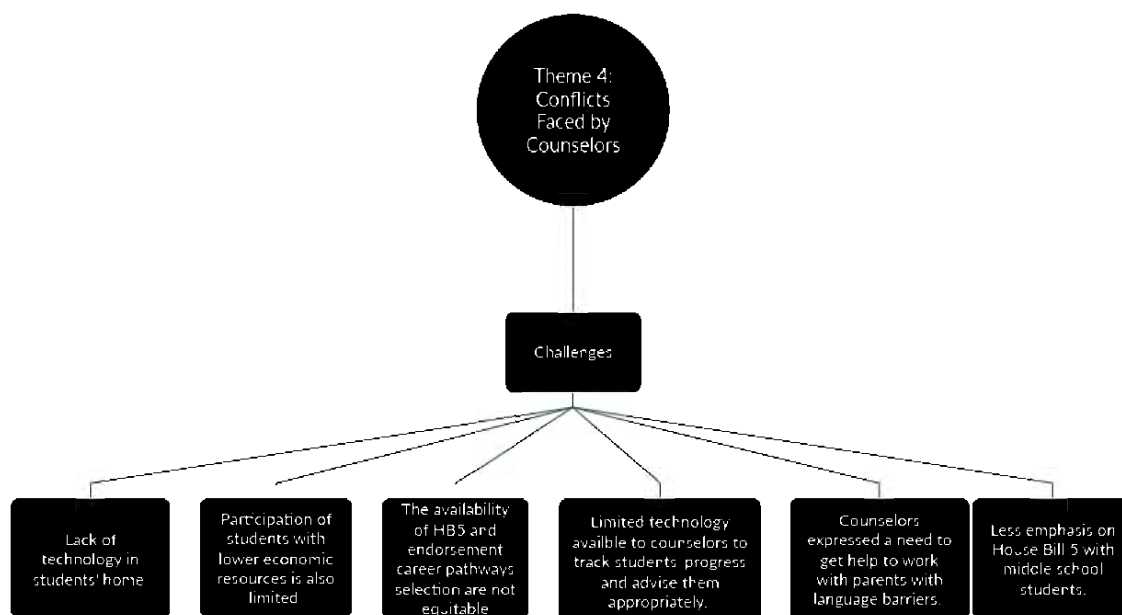 Theme 4:
Conflicts
Faced by
Counselors
Challenges
Lack of
technology in
students' home
Participation of
students with
lower economic
resources is also
limited
The availability
of HB5 and
endorsement
career pathways
selection are not
equitable
Limited technology
availble to counselors to
track students progress
and advise them
appropriately.
Counselors
expressed a need to
get help to work
with parents with
language barriers.
Less emphasis on
House Bill 5 with
middle school
students.